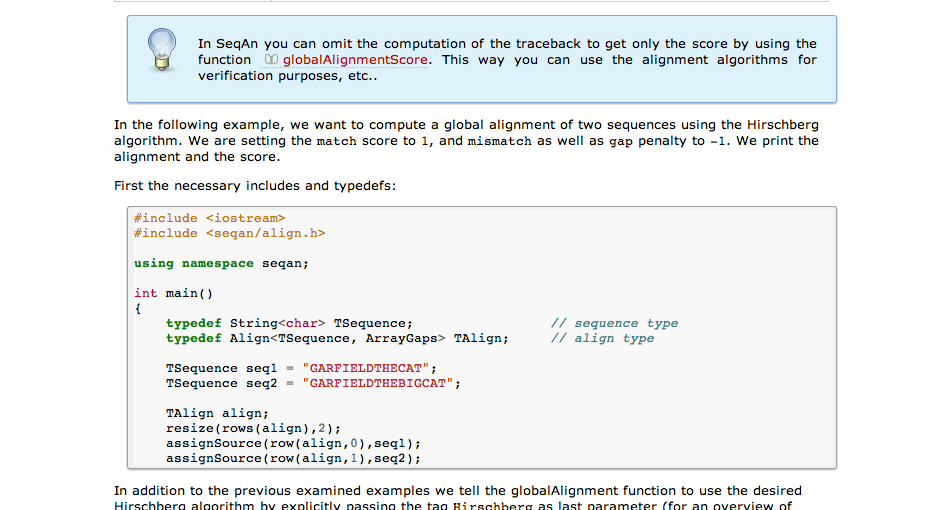 In SeqAn you can omit the computation of the traceback to get only the score by using the
function globalAlignmentScore. This way you can use the alignment algorithms for
verification purposes, etc..
In the following example, we want to compute a global alignment of two sequences using the Hirschberg
algorithm. We are setting the match score to 1, and mismatch as well as gap penalty to -1. We print the
alignment and the score.
First the necessary includes and typedefs:
#include <iostream>
#include <seqan/align.h>
using namespace seqan;
int main()
{
    typedef String<char> TSequence;                 // sequence type
    typedef Align<TSequence, ArrayGaps> TAlign;     // align type
    TSequence seq1 = "GARFIELDTHECAT";
    TSequence seq2 = "GARFIELDTHEBIGCAT";
    TAlign align;
    resize(rows(align),2);
    assignSource(row(align,0),seq1);
    assignSource(row(align,1),seq2);
In addition to the previous examined examples we tell the globalAlignment function to use the desired
Hirschberg algorithm by explicitly passing the tag Hirschberg as last parameter (for an overview of